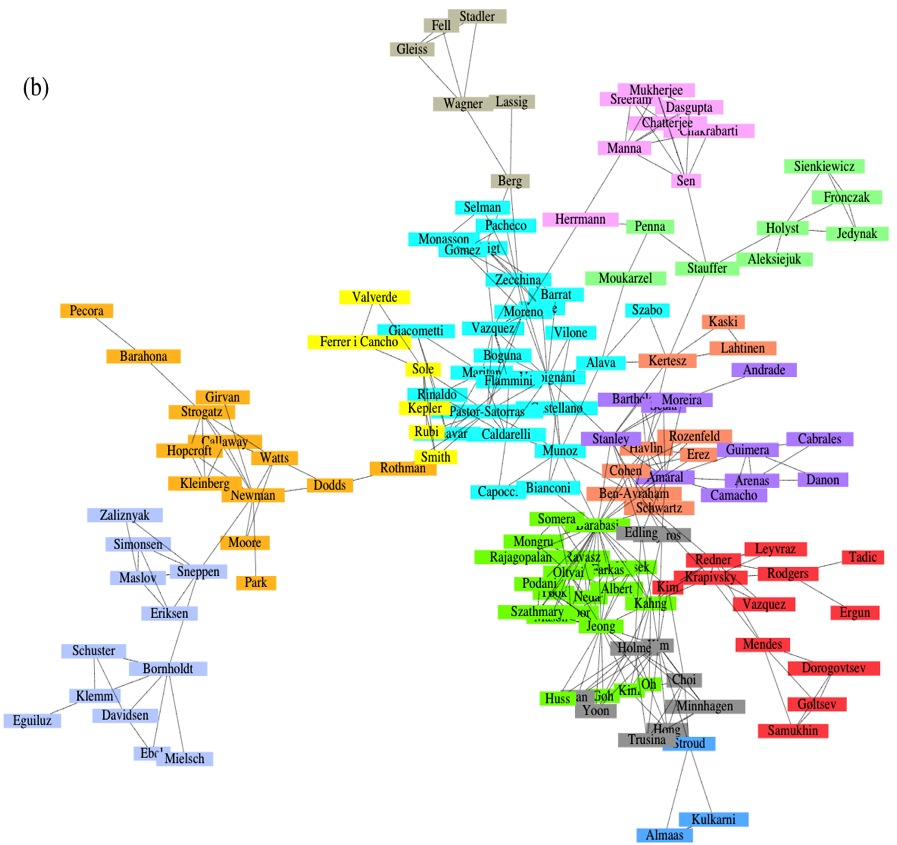 Stadler
Fell
Gleiss
(b)
Mukherjee
Sreeram
Dasgupta
Wagner
Lassig
Chatterjee
Chakrabarti
Manna
Sienkiewicz
Berg
Sen
Fronczak
Selman
Herrmann
Penna
Pacheco
Holyst
Jedynak
Monasson
Gomez
Aleksiejuk
Stauffer
Zecchina
Moukarzel
Valverde
Barrat
Pecora
Moreno
Szabo
Kaski
Giacometti
Vazquez
Vilone
Ferrer i Cancho
Lahtinen
Barahona
Boguna
Alava
Kertesz
Sole
Andrade
Flammini
Rinaldo
Girvan
Moreira
Strogatz
Kepler
Pastor-Satorras
Rubi
Caldarelli
Stanley
Rozenfeld
Cabrales
Callaway
Hopcroft
Havlin
Guimera
Munoz
Erez
Smith
Watts
Rothman
Cohen
Amaral
Arenas
Danon
Kleinberg
Dodds
Newman
Capocc.
Bianconi
Ben-Avraham
Camacho
Schwartz
Zaliznyak
Somera
Barabasi
Edling
Simonsen
Moore
Mongru
Leyvraz
Rajagopalan
Ravasz
Redner
Tadic
Maslov
Sneppen
Oltvai
Farkas
Krapivsky
Rodgers
Park
Podani
Albert
Kim
Kahng
Vazquez
Eriksen
Szathmary
Ergun
Jeong
Schuster
Holme
Mendes
Bornholdt
Dorogovtsev
Klemm
Choi
Oh
Huss
Goh
Kim
Eguiluz
Davidsen
Yoon
Minnhagen
Goltsev
Hong
Samukhin
Trusina
Stroud
Mielsch
Kulkarni
Almaas